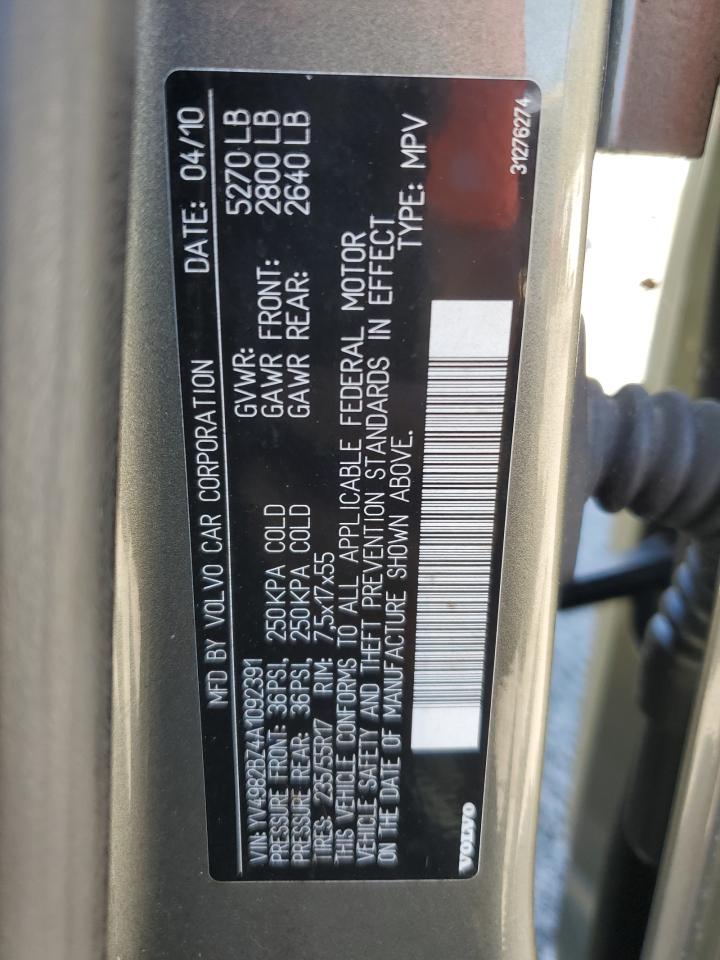 MFD BY VOLVO CAR CORPORATION DATE: 04/10
GVWR: 5270 LB
GAWR FRONT: 2800 LB
GAWR REAR: 2640 LB
VIN: YV4982BZ4A1092391
PRESSURE FRONT: 36PSI, 250KPA COLD
PRESSURE REAR: 36PSI, 250KPA COLD
TIRES: 235/55R17 RIM: 7,5x17x55
THIS VEHICLE CONFORMS TO ALL APPLICABLE FEDERAL MOTOR
VEHICLE SAFETY AND THEFT PREVENTION STANDARDS IN EFFECT
ON THE DATE OF MANUFACTURE SHOWN ABOVE. TYPE: MPV
VOLVO
31276274